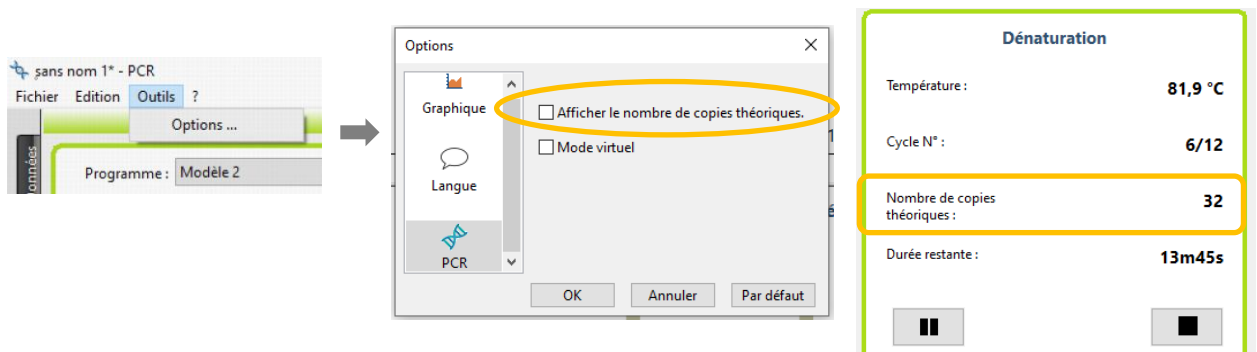 sans nom 1* - PCR
Fichier Edition Outils ?
Options ...
Programme : Modèle 2
Options
Graphique
Langue
PCR
Afficher le nombre de copies théoriques.
Mode virtuel
OK Annuler Par défaut
Dénaturation
Température : 81,9 °C
Cycle N° : 6/12
Nombre de copies
théoriques : 32
Durée restante : 13m45s